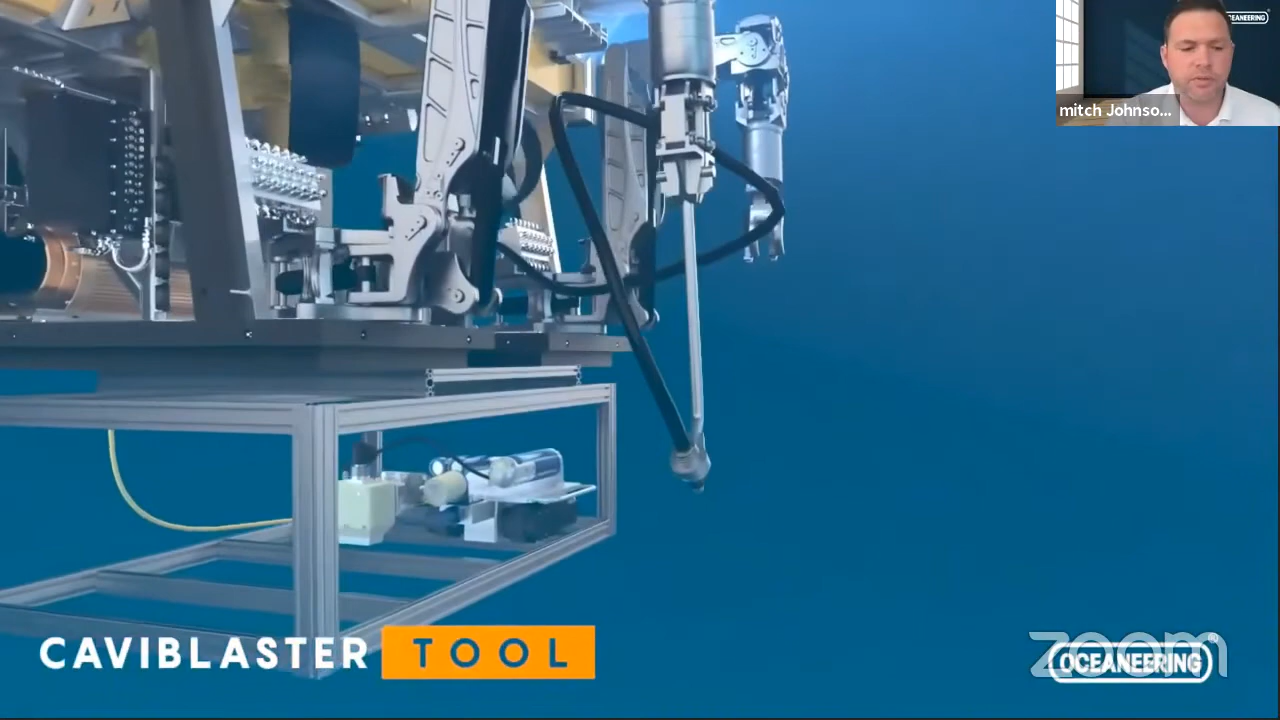 OCEANEERING
mitch Johnso...
CAVIBLASTER TOOL
zoom
OCEANEERING®